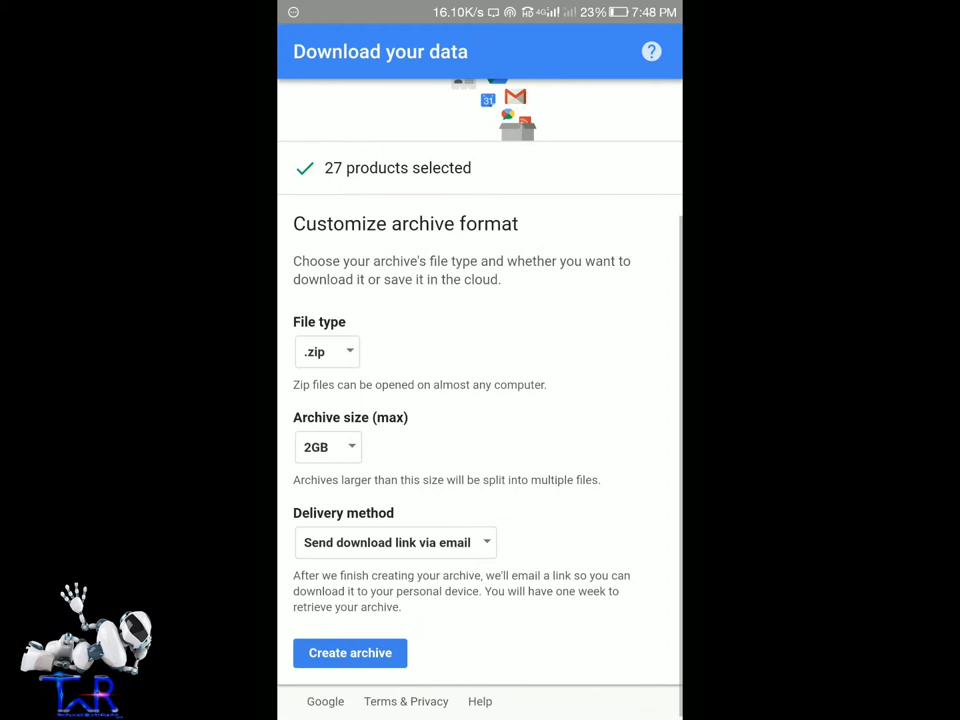 16.10K/s 4G 23% 7:48 PM
Download your data ?
31
27 products selected
Customize archive format
Choose your archive's file type and whether you want to
download it or save it in the cloud.
File type
.zip
Zip files can be opened on almost any computer.
Archive size (max)
2GB
Archives larger than this size will be split into multiple files.
Delivery method
Send download link via email
After we finish creating your archive, we'll email a link so you can
download it to your personal device. You will have one week to
retrieve your archive.
Create archive
Google Terms & Privacy Help
TWR